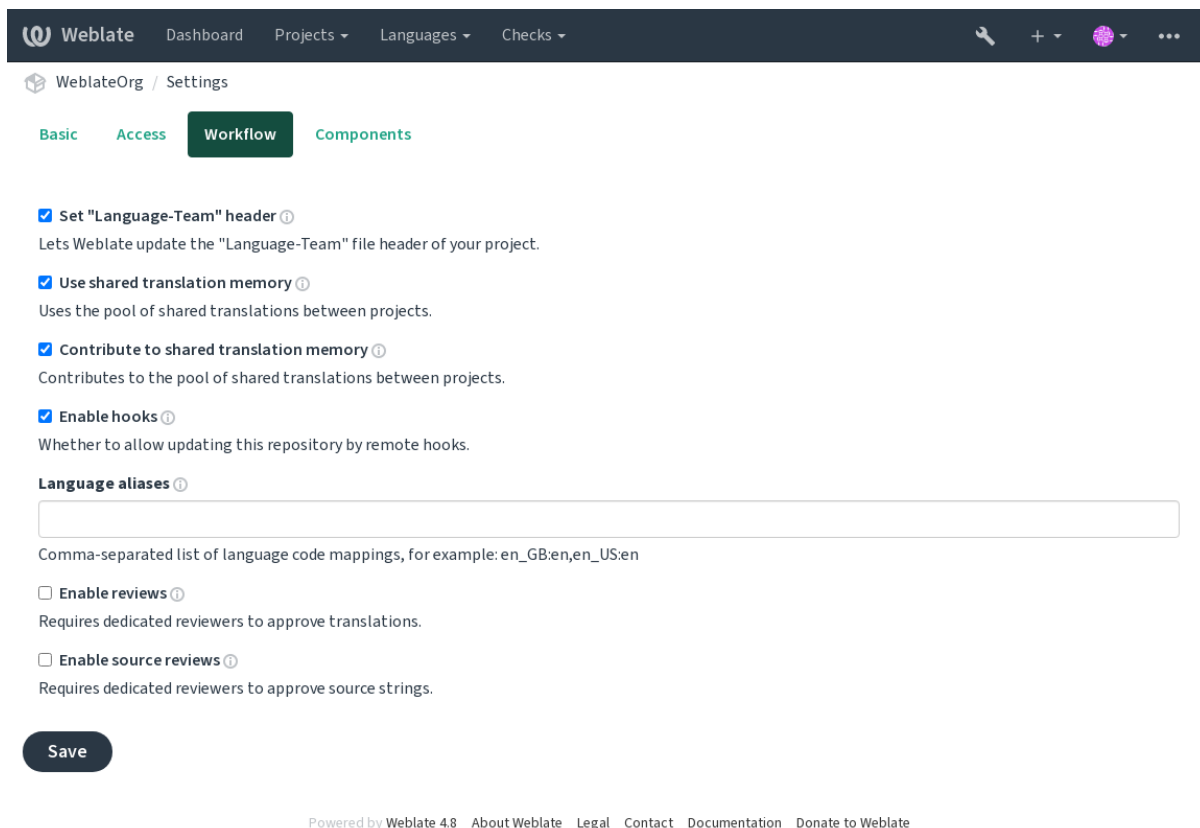 Weblate Dashboard Projects Languages Checks
WeblateOrg / Settings
Basic Access Workflow Components
Set "Language-Team" header
Lets Weblate update the "Language-Team" file header of your project.
Use shared translation memory
Uses the pool of shared translations between projects.
Contribute to shared translation memory
Contributes to the pool of shared translations between projects.
Enable hooks
Whether to allow updating this repository by remote hooks.
Language aliases
Comma-separated list of language code mappings, for example: en_GB:en,en_US:en
Enable reviews
Requires dedicated reviewers to approve translations.
Enable source reviews
Requires dedicated reviewers to approve source strings.
Save
Powered by Weblate 4.8 About Weblate Legal Contact Documentation Donate to Weblate